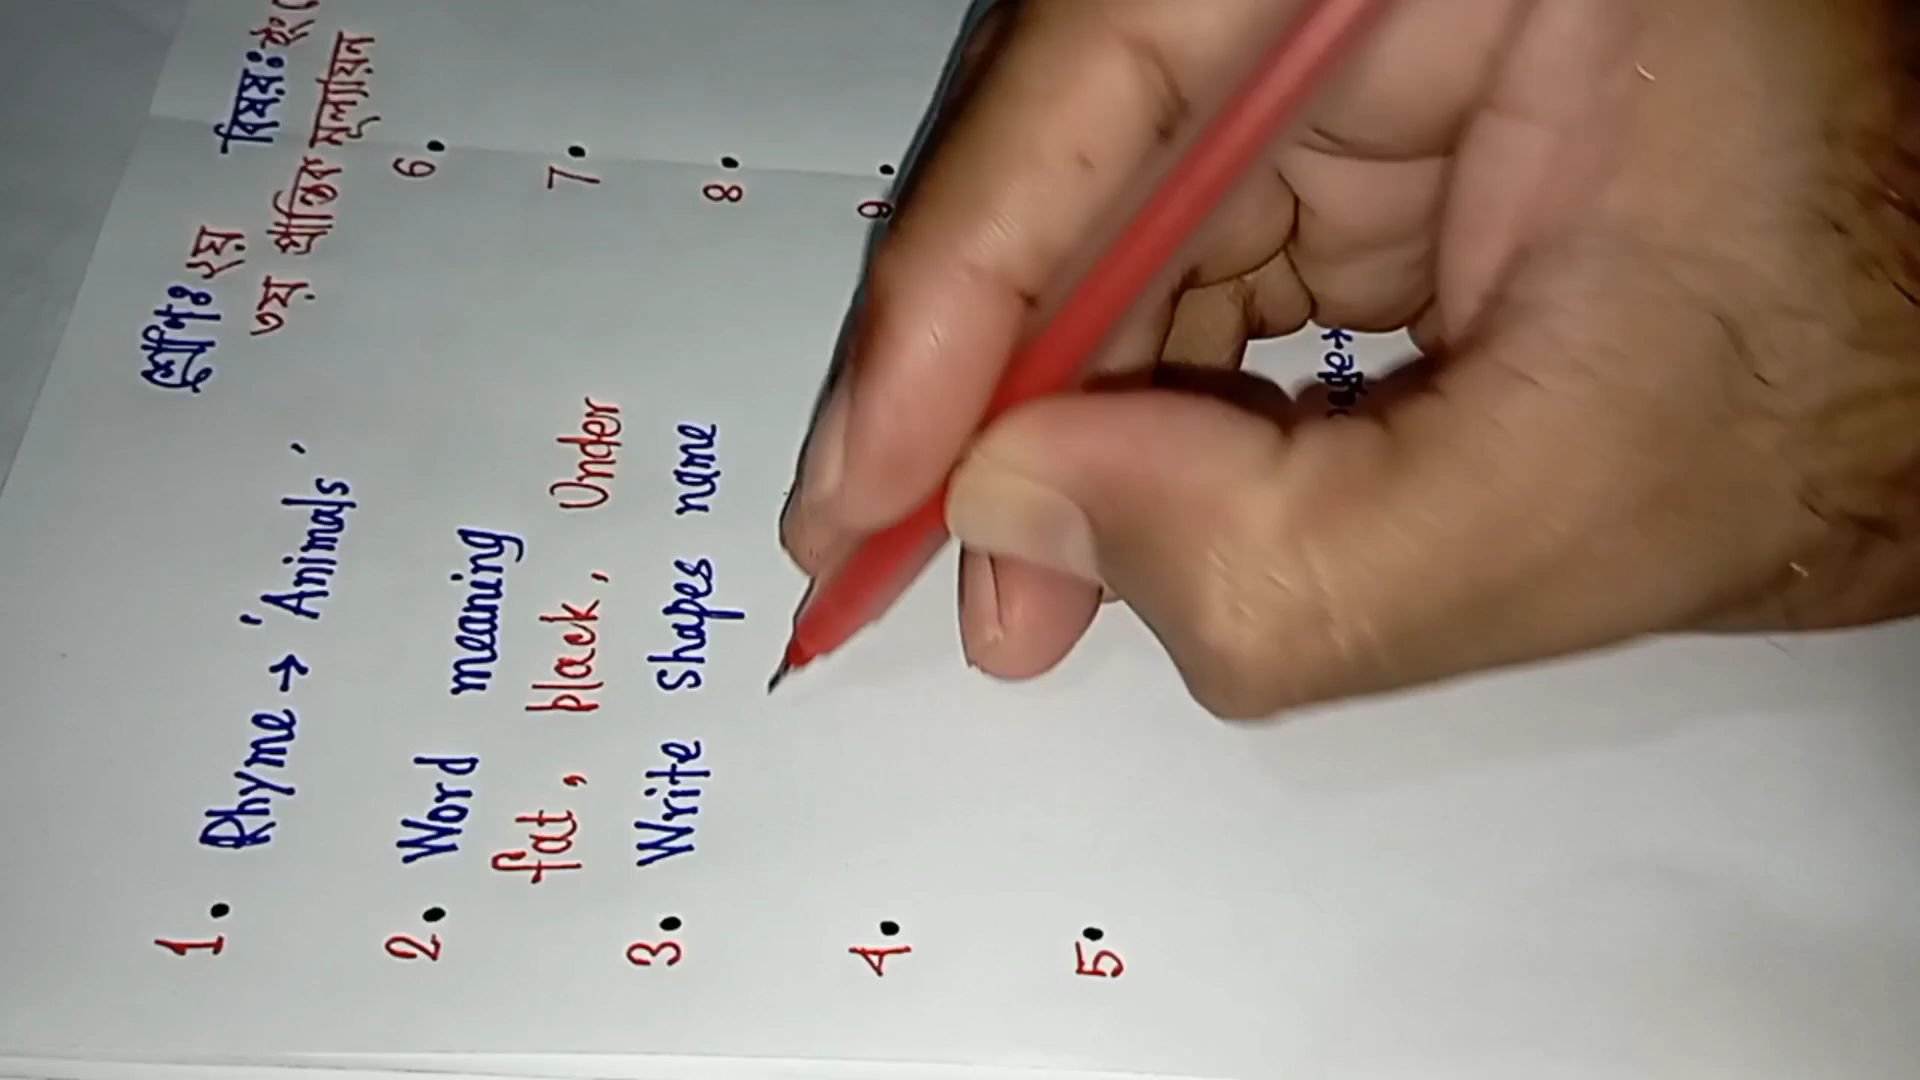 শ্রেণিঃ ২য় বিষয়ঃ
৩য় প্রান্তিক মূল্যায়ন
1. Rhyme → 'Animals'
2. Word meaning
fat, black, Under
3. Write shapes name
4.
5.
6.
7.
8.
9.